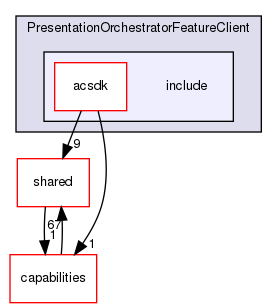 PresentationOrchestratorFeatureClient
acsdk
include
9
shared
67
1
1
capabilities